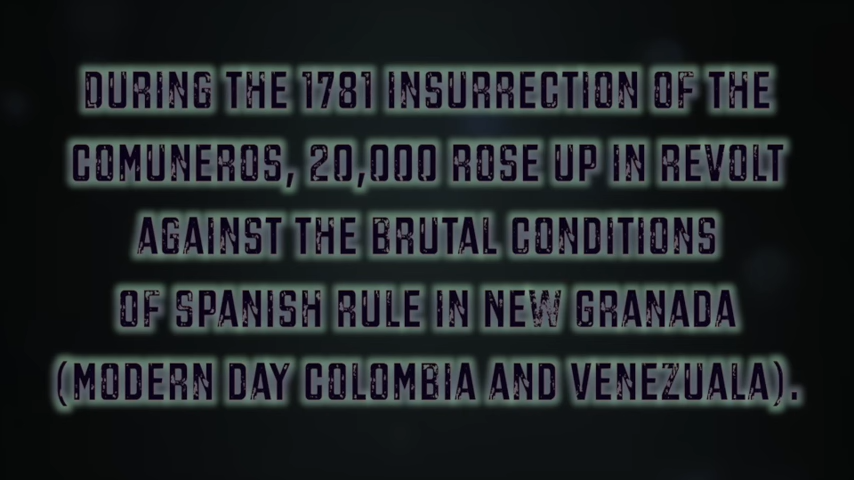 DURING THE 1781 INSURRECTION OF THE
COMUNEROS, 20,000 ROSE UP IN REVOLT
AGAINST THE BRUTAL CONDITIONS
OF SPANISH RULE IN NEW GRANADA
(MODERN DAY COLOMBIA AND VENEZUALA).